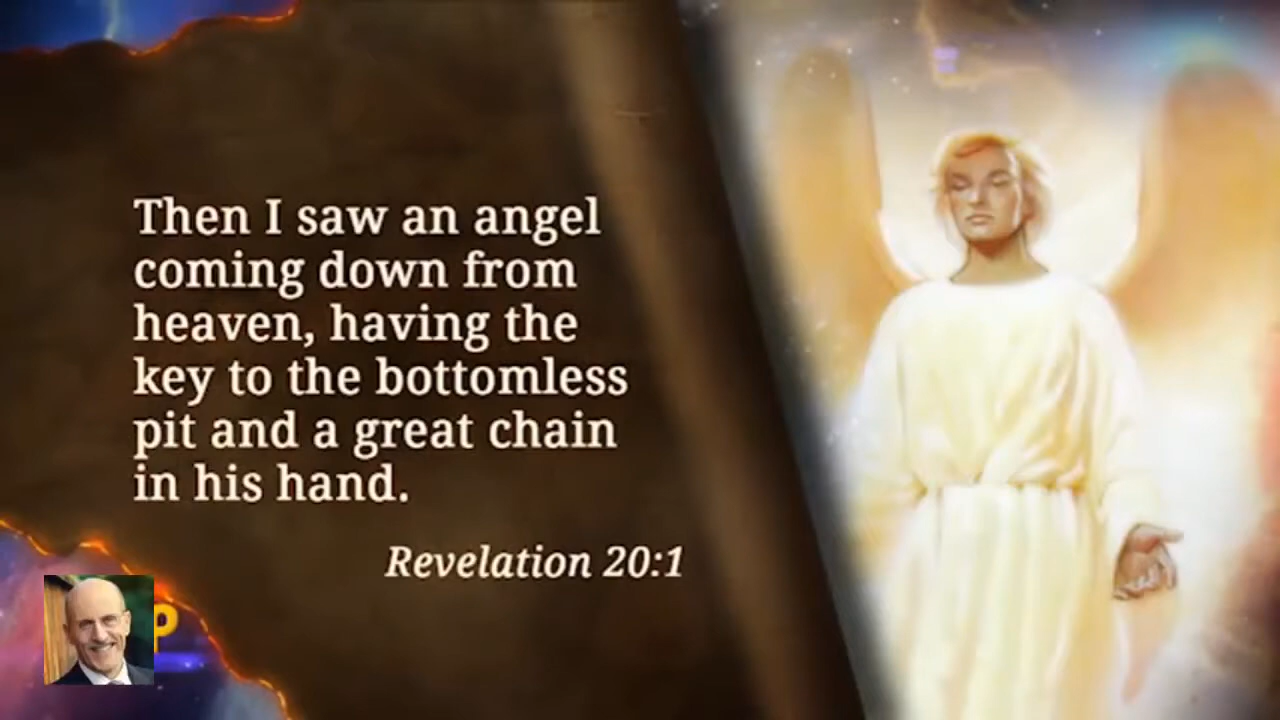 Then I saw an angel
coming down from
heaven, having the
key to the bottomless
pit and a great chain
in his hand.
Revelation 20:1